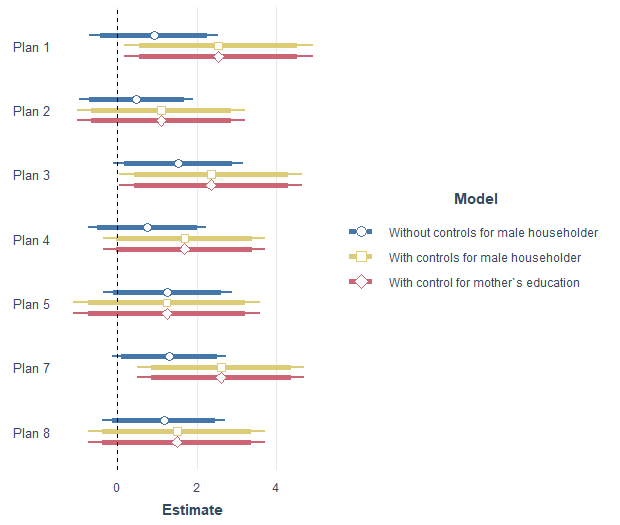 Plan 1
Plan 2
Plan 3
Plan 4
Plan 5
Plan 7
Plan 8
0 2 4
Estimate
Model
Without controls for male householder
With controls for male householder
With control for mother`s education